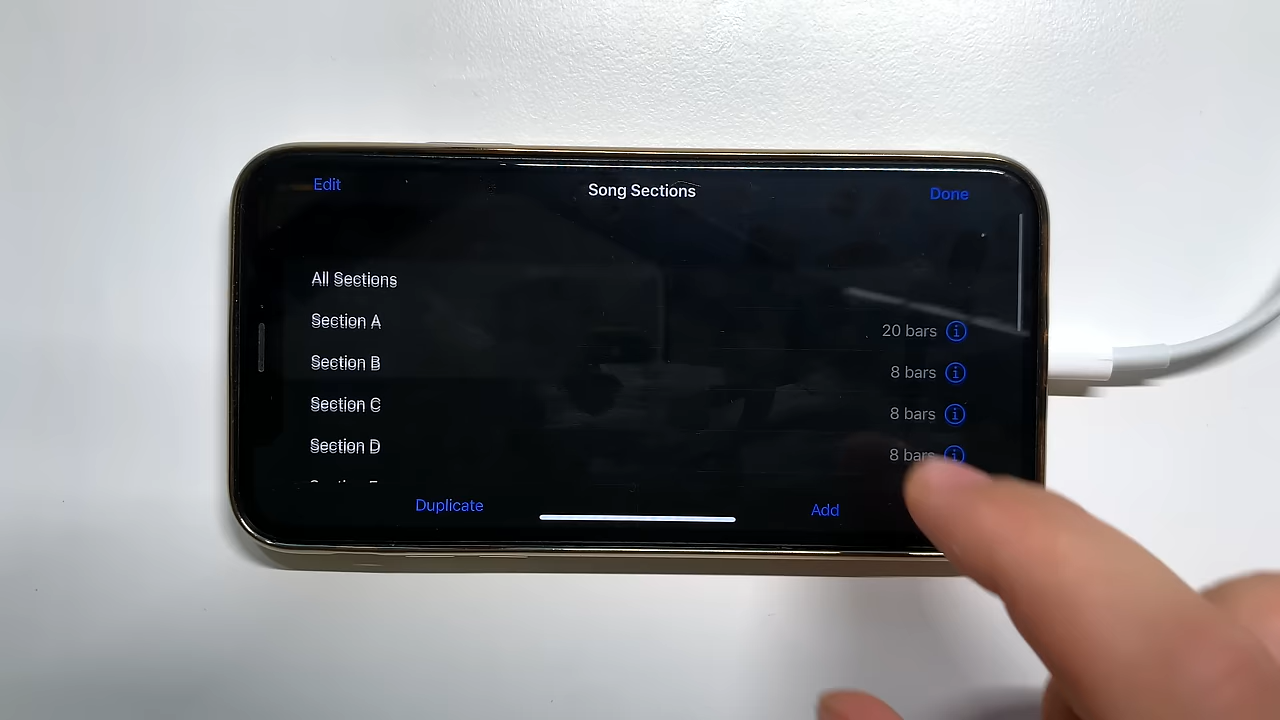 Edit Song Sections Done
All Sections
Section A 20 bars
Section B 8 bars
Section C 8 bars
Section D 8 bars
Duplicate Add